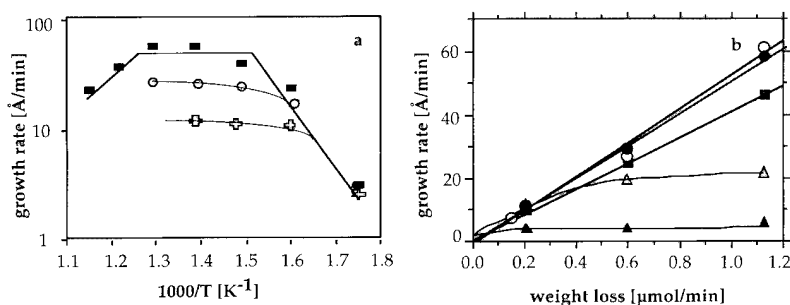 a
100
10
1
growth rate [Å/min]
1.1 1.2 1.3 1.4 1.5 1.6 1.7 1.8
1000/T [K⁻¹]
b
60
40
20
0
growth rate [Å/min]
0.0 0.2 0.4 0.6 0.8 1.0 1.2
weight loss [µmol/min]